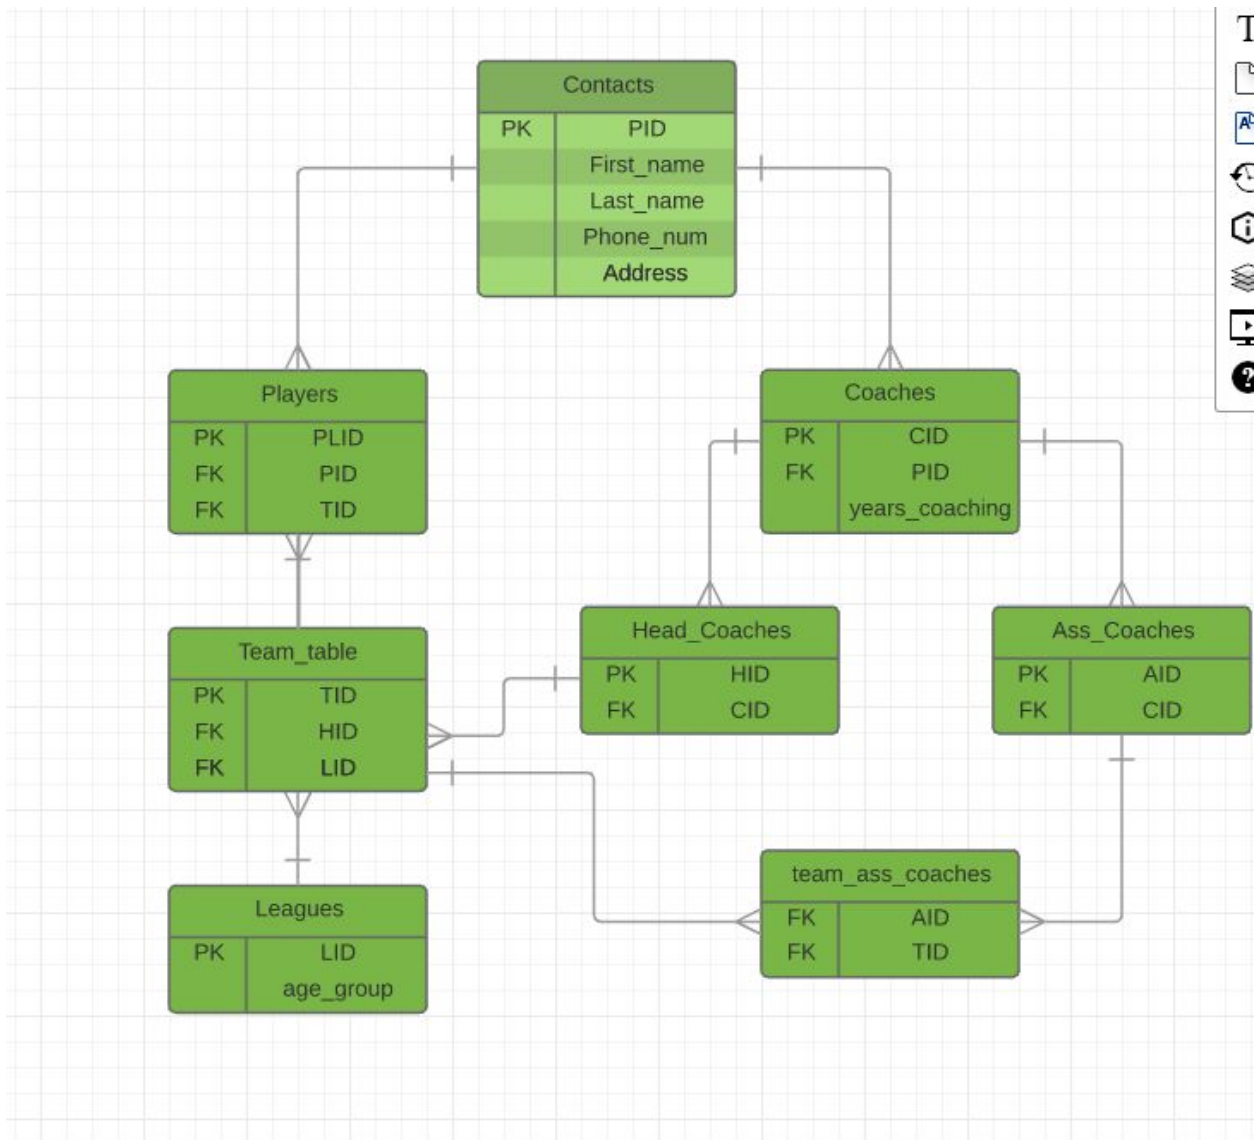 Contacts
PK PID
First_name
Last_name
Phone_num
Address
Players
PK PLID
FK PID
FK TID
Coaches
PK CID
FK PID
years_coaching
Head_Coaches
PK HID
FK CID
Ass_Coaches
PK AID
FK CID
Team_table
PK TID
FK HID
FK LID
team_ass_coaches
FK AID
FK TID
Leagues
PK LID
age_group